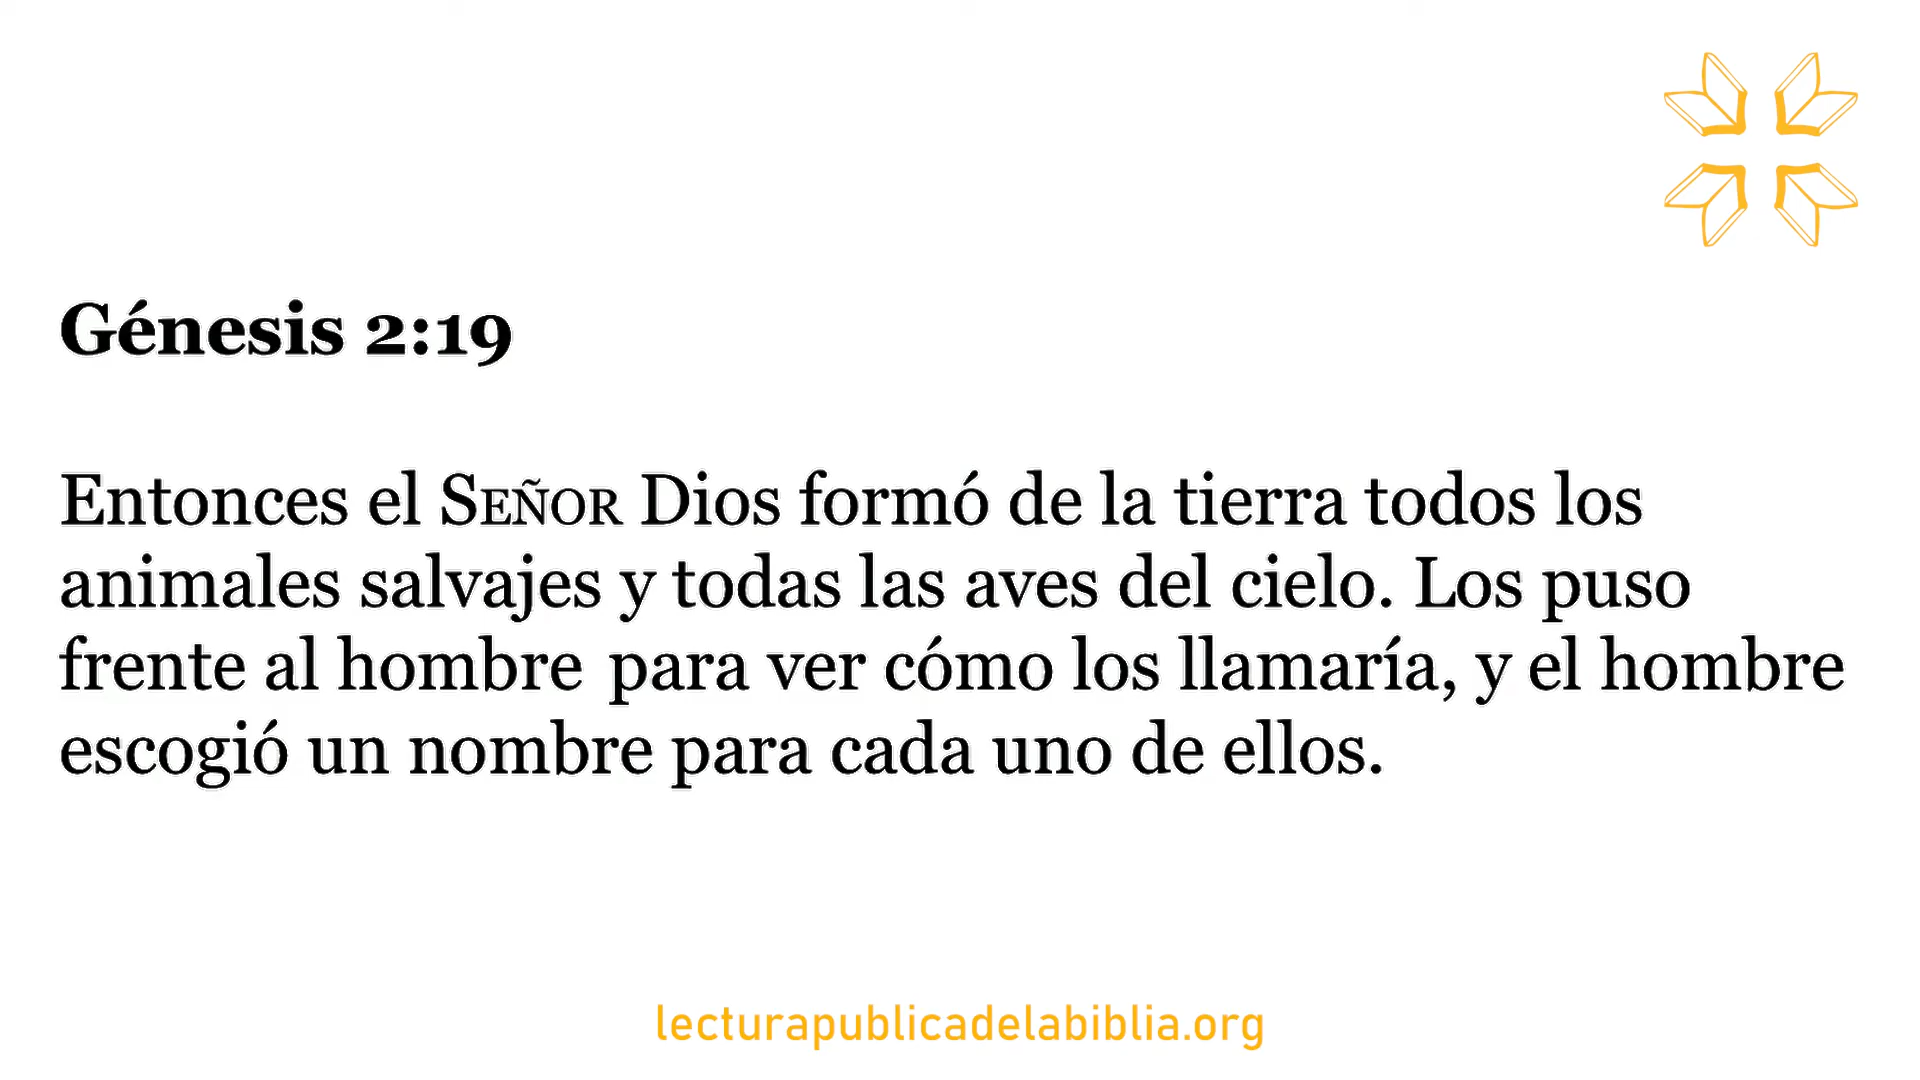 Génesis 2:19
Entonces el SEÑOR Dios formó de la tierra todos los
animales salvajes y todas las aves del cielo. Los puso
frente al hombre para ver cómo los llamaría, y el hombre
escogió un nombre para cada uno de ellos.
lecturapublicadelabiblia.org